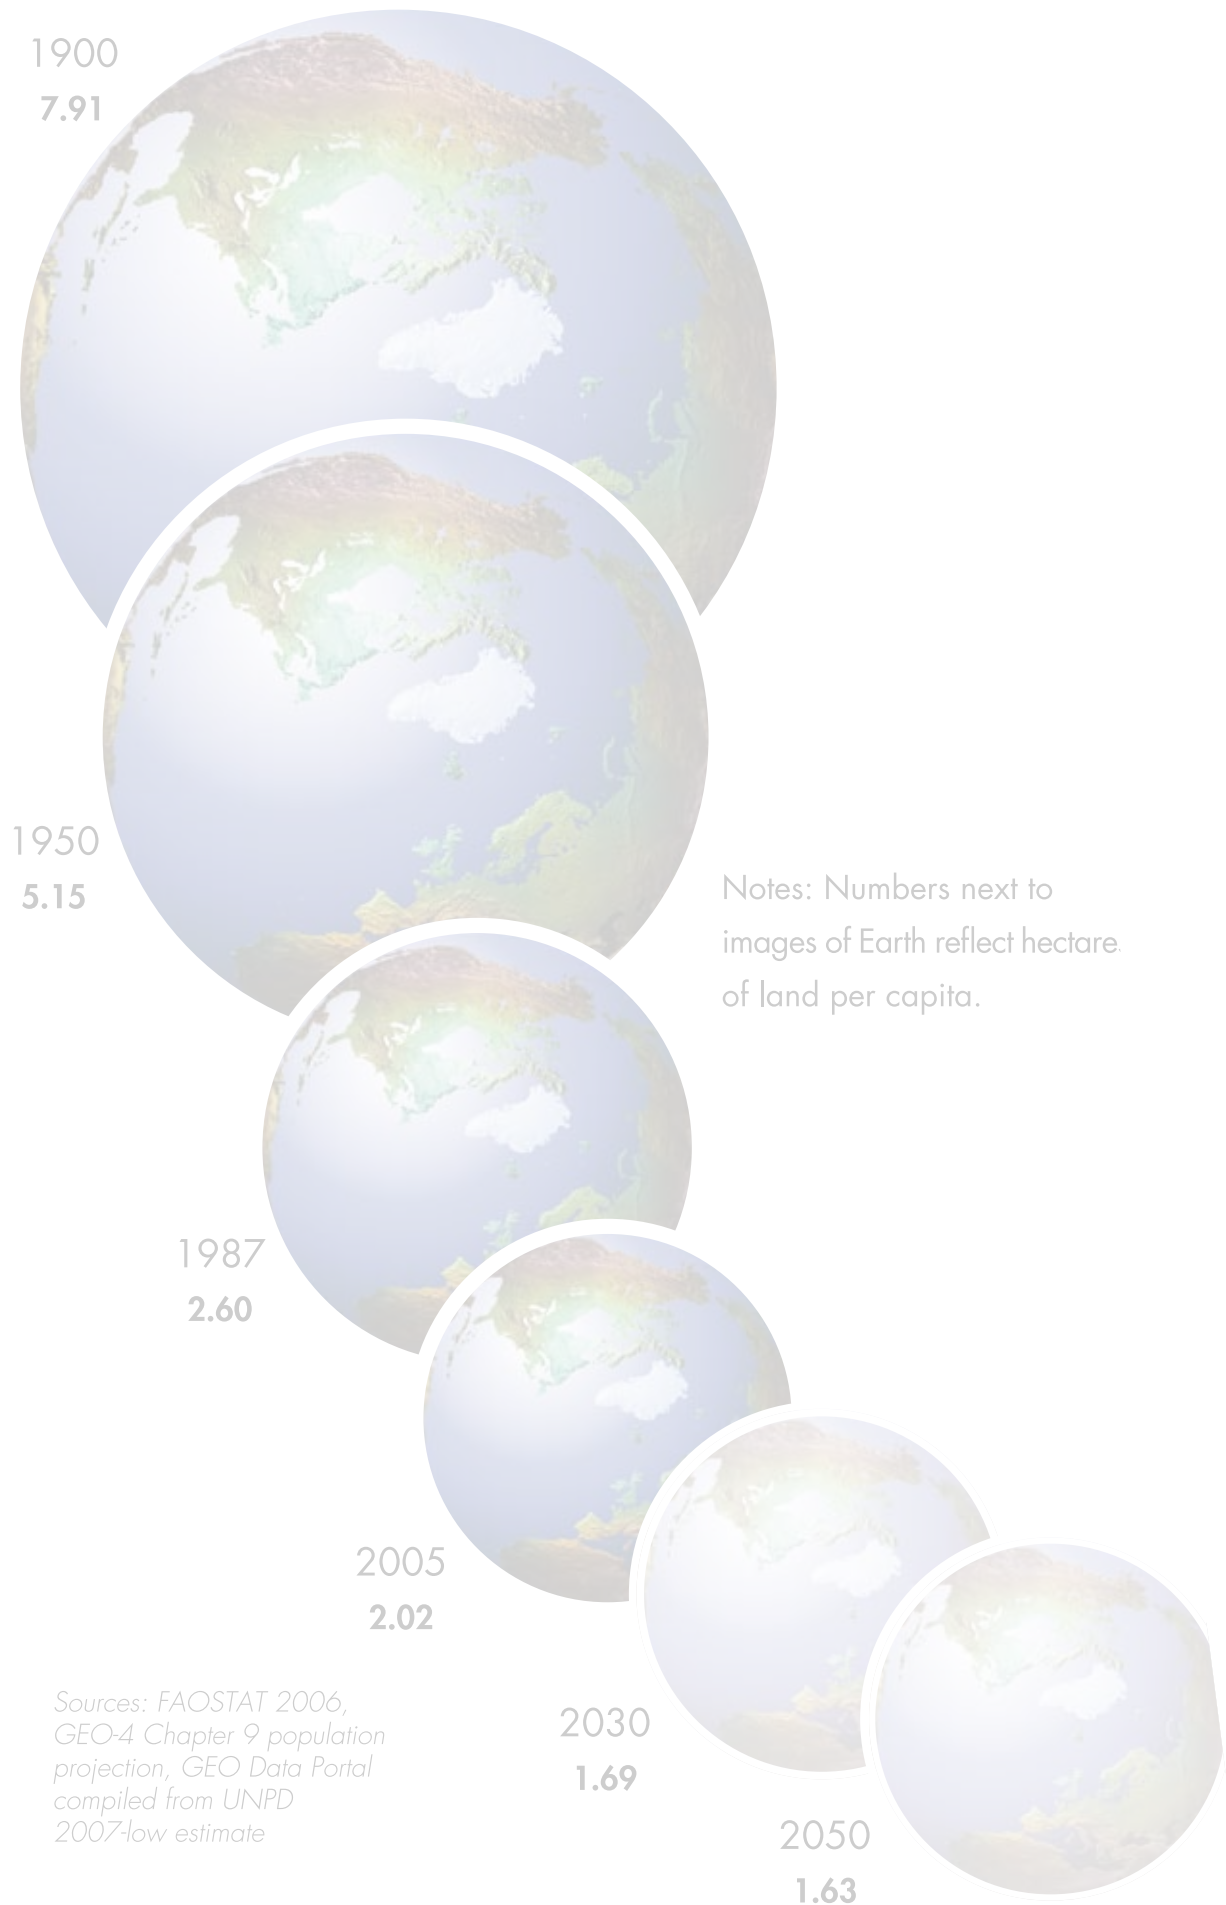 1900
7.91
1950
5.15
Notes: Numbers next to
images of Earth reflect hectare
of land per capita.
1987
2.60
2005
2.02
Sources: FAOSTAT 2006,
GEO-4 Chapter 9 population
projection, GEO Data Portal
compiled from UNPD
2007-low estimate
2030
1.69
2050
1.63